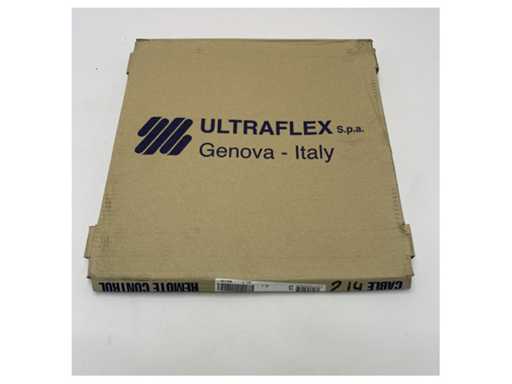 ULTRAFLEX S.p.a.
Genova - Italy
REMOTE CONTROL
CABLE